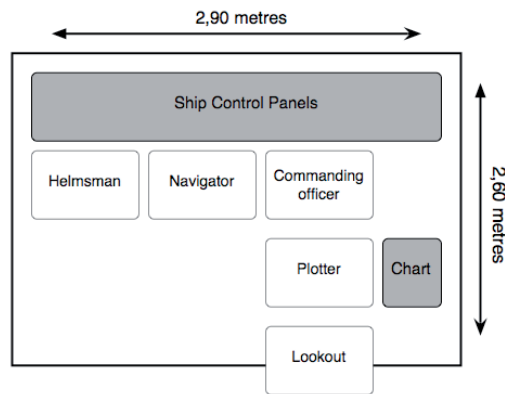 2,90 metres
Ship Control Panels
Helmsman
Navigator
Commanding
officer
Plotter
Chart
2,60 metres
Lookout